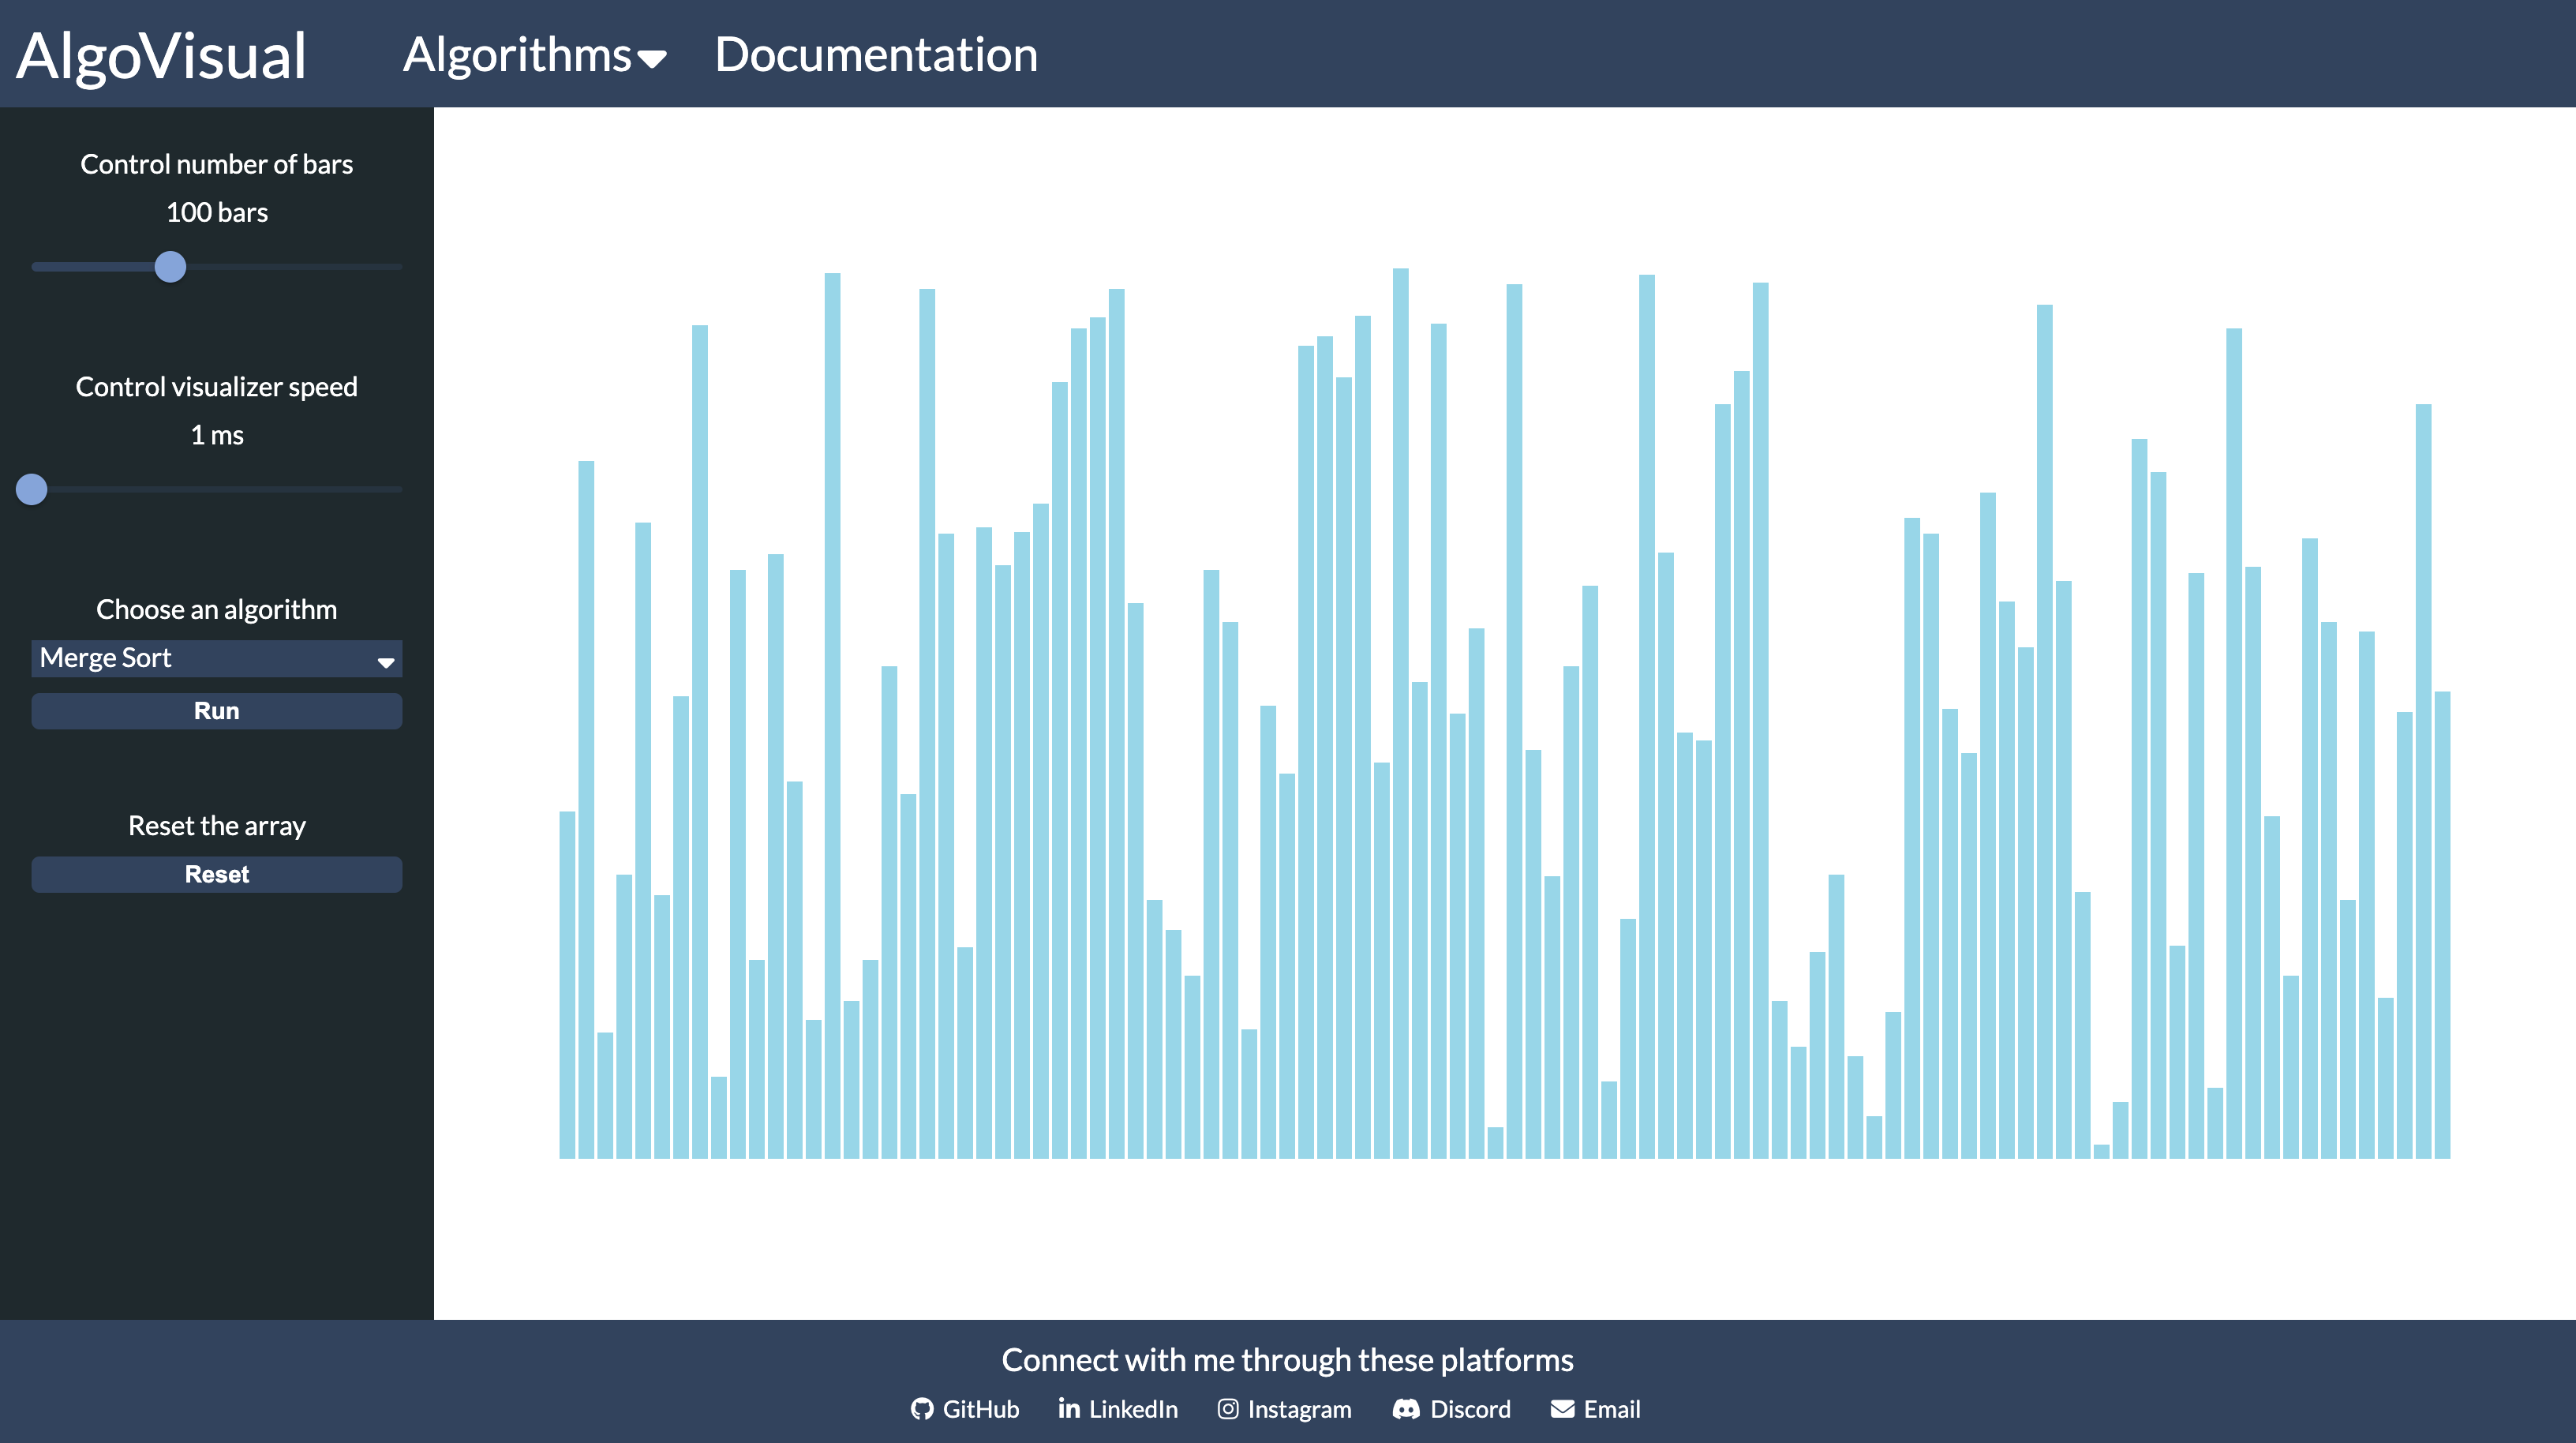 AlgoVisual Algorithms Documentation
Control number of bars
100 bars
Control visualizer speed
1 ms
Choose an algorithm
Merge Sort
Run
Reset the array
Reset
Connect with me through these platforms
GitHub LinkedIn Instagram Discord Email